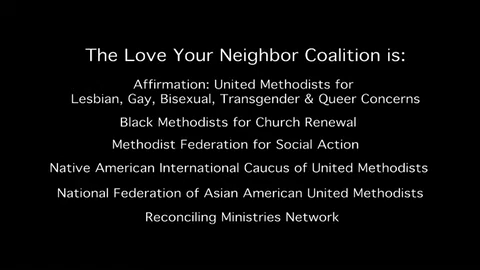 The Love Your Neighbor Coalition is:
Affirmation: United Methodists for
Lesbian, Gay, Bisexual, Transgender & Queer Concerns
Black Methodists for Church Renewal
Methodist Federation for Social Action
Native American International Caucus of United Methodists
National Federation of Asian American United Methodists
Reconciling Ministries Network